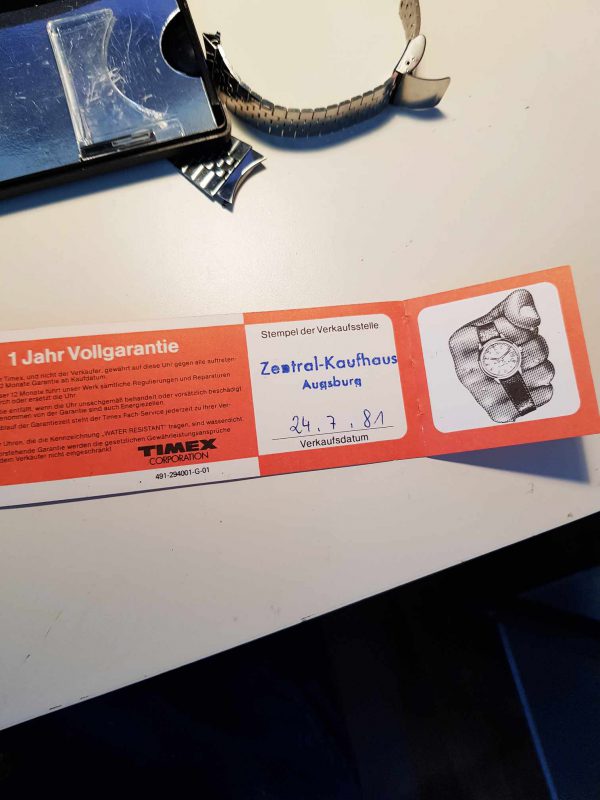 1 Jahr Vollgarantie
Timex, und nicht der Verkäufer, gewährt auf diese Uhr gegen alle auftreten-
Monate Garantie ab Kaufdatum.
12 Monate führt unser Werk sämtliche Regulierungen und Reparaturen
oder ersetzt die Uhr
entfällt, wenn die Uhr unsachgemäß behandelt oder vorsätzlich beschädigt
von der Garantie sind auch Energiezellen.
der Garantiezeit steht der Timex Fach-Service jederzeit zu Ihrer Ver-
Uhren, die die Kennzeichnung „WATER RESISTANT" tragen, sind wasserdicht
Garantie werden die gesetzlichen Gewährleistungsansprüche
dem Verkäufer nicht eingeschränkt
TIMEX
CORPORATION
491-294001-G-01
Stempel der Verkaufsstelle
Zentral-Kaufhaus
Augsburg
24.7.81
Verkaufsdatum